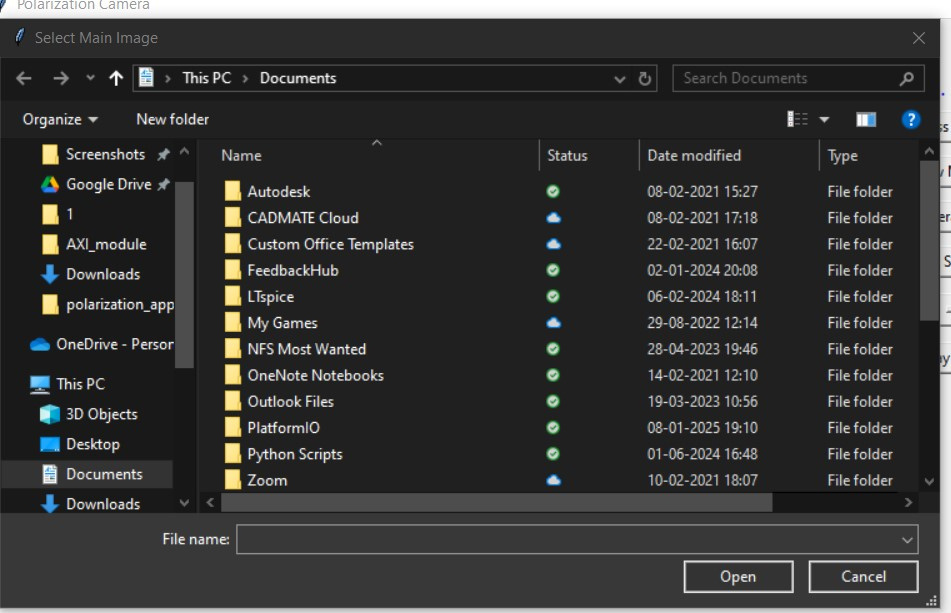 Polarization Camera
Select Main Image
This PC > Documents
Search Documents
Organize
New folder
Screenshots
Google Drive
1
AXI_module
Downloads
polarization_app
OneDrive - Person
This PC
3D Objects
Desktop
Documents
Downloads
Name Status Date modified Type
Autodesk 08-02-2021 15:27 File folder
CADMATE Cloud 08-02-2021 17:18 File folder
Custom Office Templates 22-02-2021 16:07 File folder
FeedbackHub 02-01-2024 20:08 File folder
LTspice 06-02-2024 18:11 File folder
My Games 29-08-2022 12:14 File folder
NFS Most Wanted 28-04-2023 19:46 File folder
OneNote Notebooks 14-02-2021 12:10 File folder
Outlook Files 19-03-2023 10:56 File folder
PlatformIO 08-01-2025 19:10 File folder
Python Scripts 01-06-2024 16:48 File folder
Zoom 10-02-2021 18:07 File folder
File name:
Open
Cancel